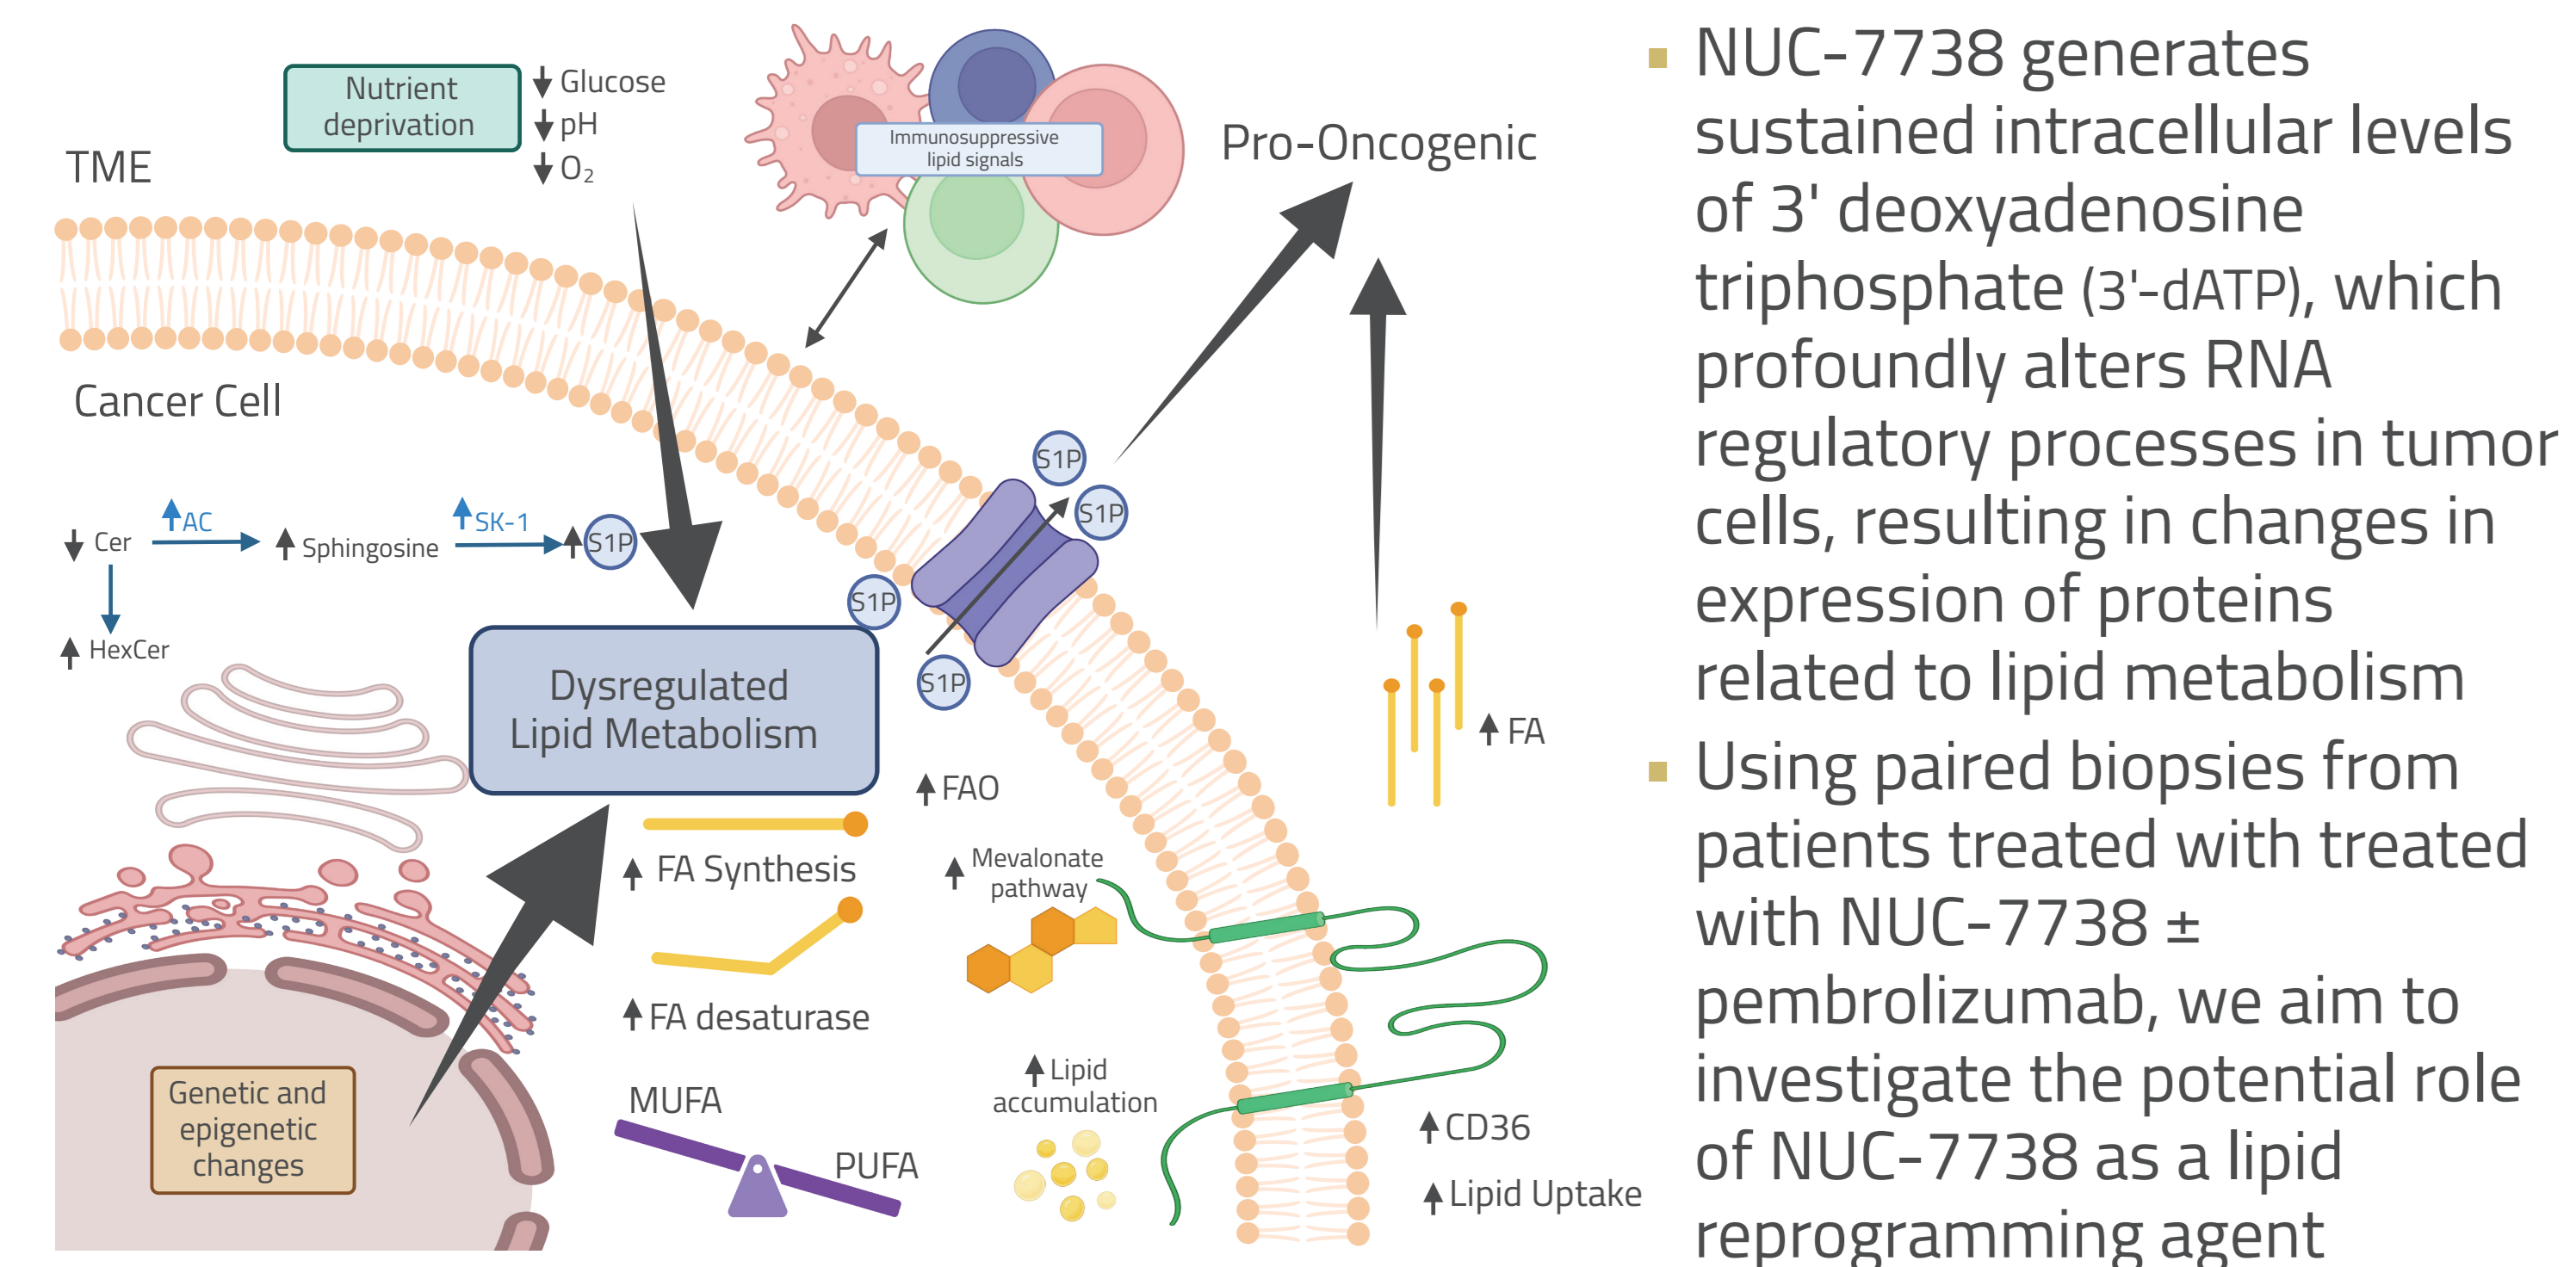 Nutrient
deprivation
Glucose
pH
O₂
TME
Immunosuppressive
lipid signals
Pro-Oncogenic
Cancer Cell
Cer
AC
Sphingosine
SK-1
S1P
HexCer
S1P
S1P
S1P
S1P
Dysregulated
Lipid Metabolism
FA
FAO
FA Synthesis
Mevalonate
pathway
FA desaturase
Genetic and
epigenetic
changes
MUFA
PUFA
Lipid
accumulation
CD36
Lipid Uptake
NUC-7738 generates
sustained intracellular levels
of 3' deoxyadenosine
triphosphate (3'-dATP), which
profoundly alters RNA
regulatory processes in tumor
cells, resulting in changes in
expression of proteins
related to lipid metabolism
Using paired biopsies from
patients treated with treated
with NUC-7738 ±
pembrolizumab, we aim to
investigate the potential role
of NUC-7738 as a lipid
reprogramming agent